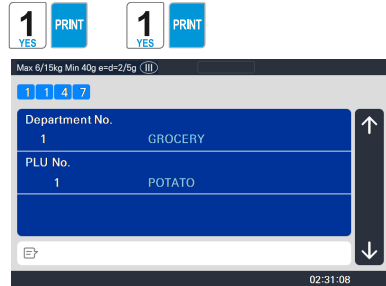 1 YES PRINT 1 YES PRINT
Max 6/15kg Min 40g e=d=2/5g III
1 1 4 7
Department No.
1 GROCERY
PLU No.
1 POTATO
02:31:08